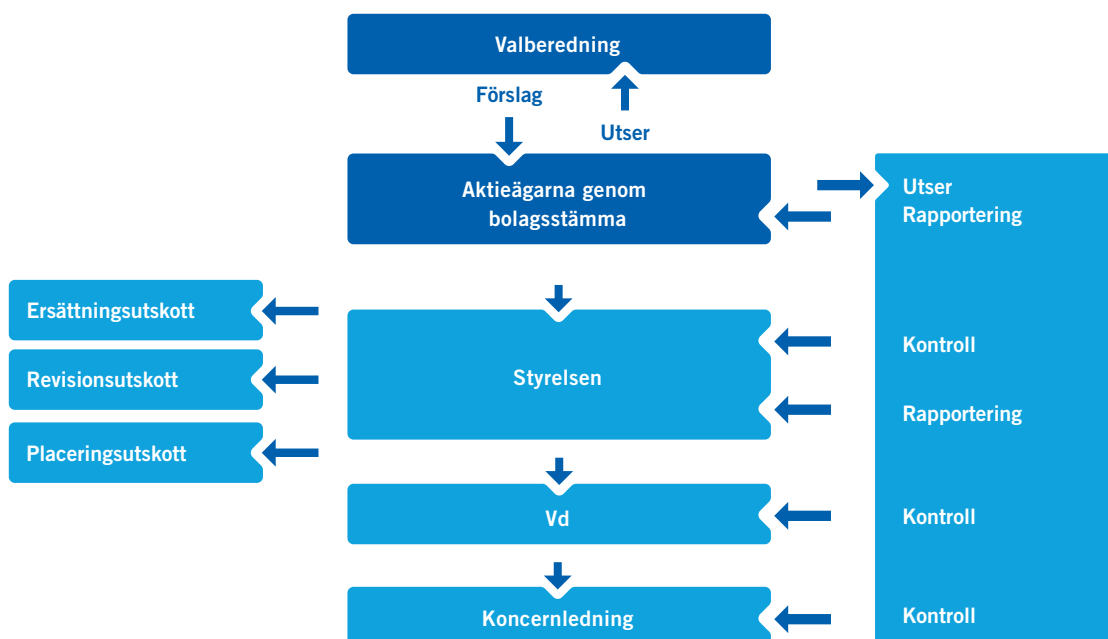 Valberedning
Förslag
Utser
Aktieägarna genom
bolagsstämma
Utser
Rapportering
Ersättningsutskott
Revisionsutskott
Placeringsutskott
Styrelsen
Kontroll
Rapportering
Vd
Kontroll
Koncernledning
Kontroll